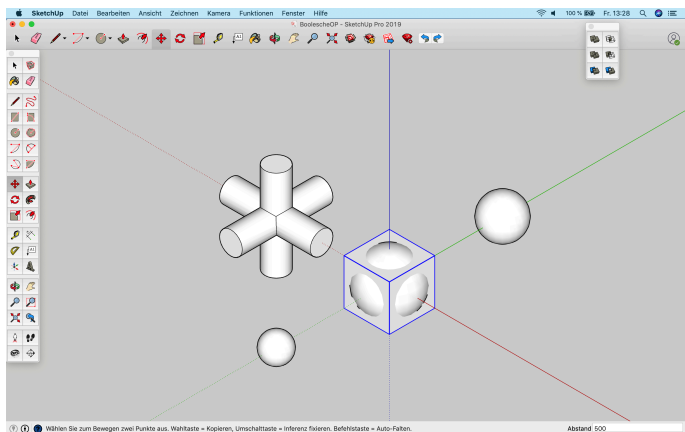 SketchUp Datei Bearbeiten Ansicht Zeichnen Kamera Funktionen Fenster Hilfe 100 % Fr. 13:28
BoolescheOP - SketchUp Pro 2019
Wählen Sie zum Bewegen zwei Punkte aus. Wahltaste = Kopieren, Umschalttaste = Inferenz fixieren. Befehlstaste = Auto-Falten. Abstand 500